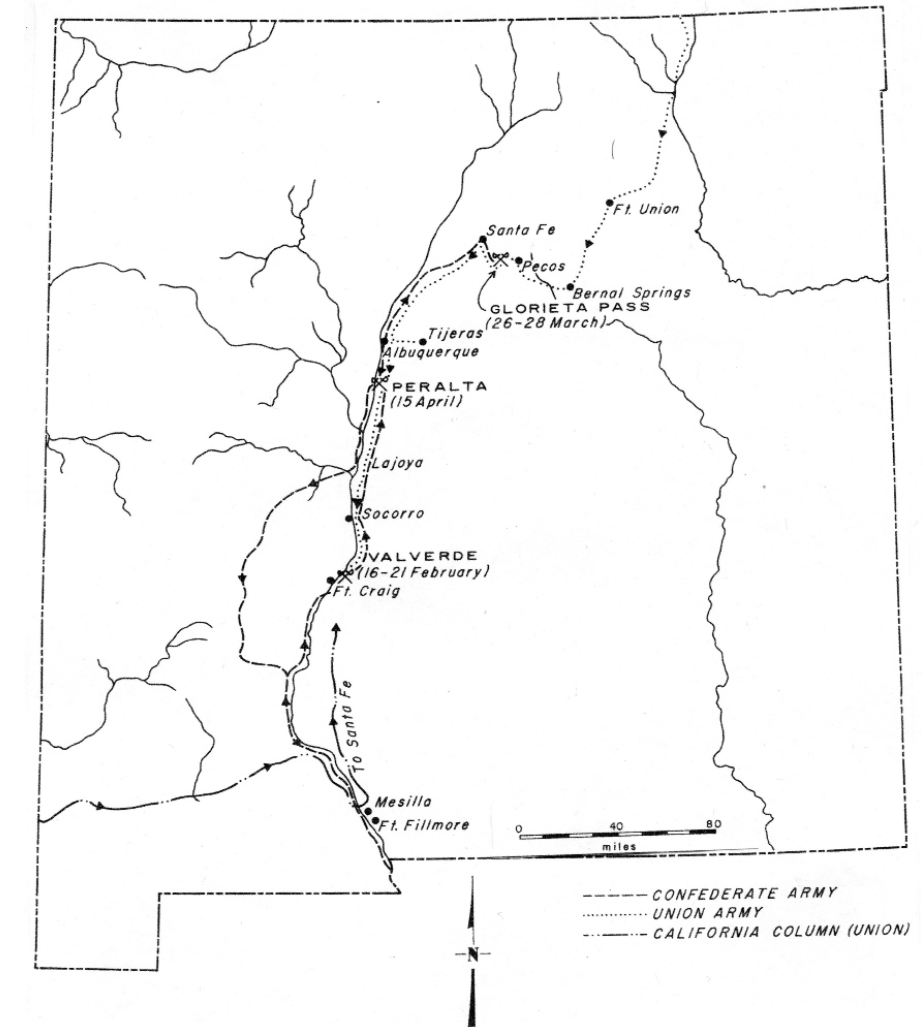 Ft. Union
Santa Fe
Pecos
Bernal Springs
GLORIETA PASS
(26-28 March)
Tijeras
Albuquerque
PERALTA
(15 April)
Lajoya
Socorro
VALVERDE
(16-21 February)
Ft. Craig
To Santa Fe
Mesilla
Ft. Fillmore
0 40 80
miles
CONFEDERATE ARMY
UNION ARMY
CALIFORNIA COLUMN (UNION)
N